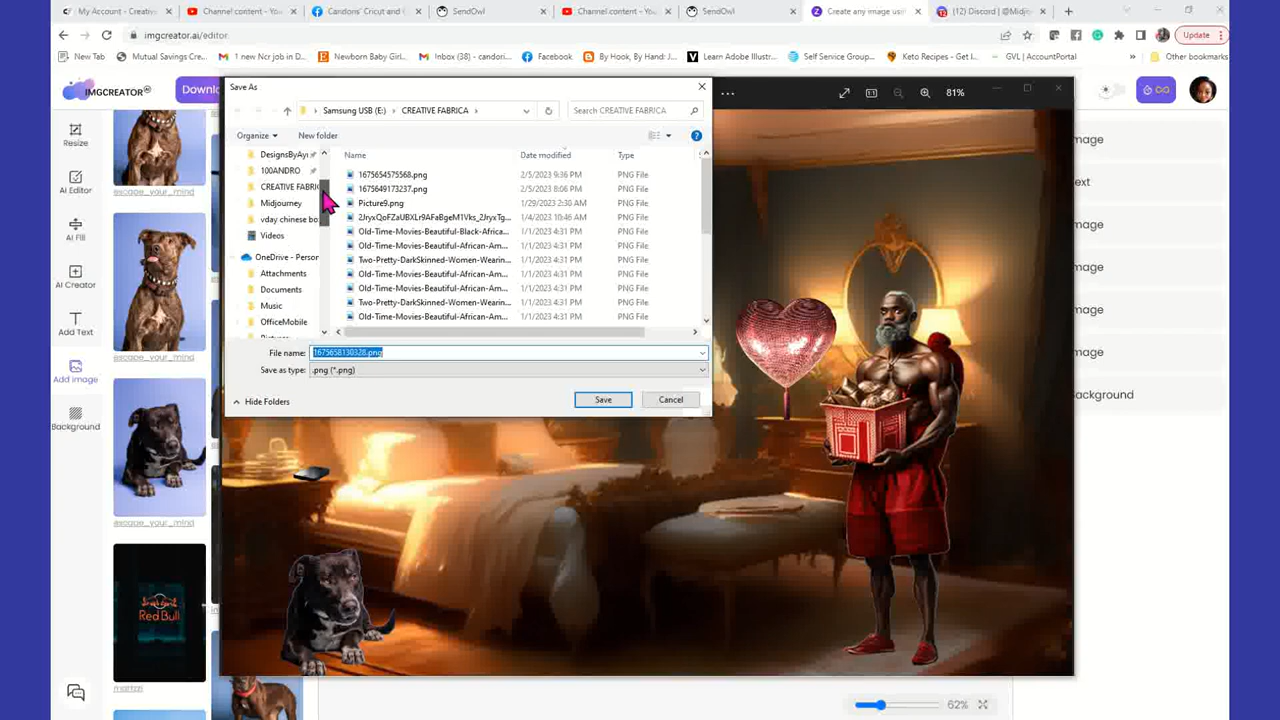 My Account - Creative
Channel content - You...
Candoris' Cricut and C
SendOwl
Channel content - You...
SendOwl
Create any image usin
(12) Discord | @Midj
imgcreator.ai/editor
Update
New Tab
Mutual Savings Cre...
1 new Ncr job in D...
Newborn Baby Girl...
Inbox (38) - candori...
Facebook
By Hook, By Hand: J...
Learn Adobe Illustr...
Self Service Group...
Keto Recipes - Get...
GVL | AccountPortal
Other bookmarks
IMGCREATOR
Downlo
Save As
81%
Samsung USB (E:)
CREATIVE FABRICA
Search CREATIVE FABRICA
Organize
New folder
Resize
AI Editor
AI Fill
AI Creator
Add Text
Add image
Background
DesignsByAy
100ANDRO
CREATIVE FABRIC
Midjourney
vday chinese bo
Videos
OneDrive - Person
Attachments
Documents
Music
OfficeMobile
Name
Date modified
Type
1675654575568.png 2/5/2023 9:36 PM PNG File
1675649173237.png 2/5/2023 8:06 PM PNG File
Picture9.png 1/29/2023 2:30 AM PNG File
1/4/2023 10:46 AM PNG File
Old-Time-Movies-Beautiful-Black-Africa... 1/1/2023 4:31 PM PNG File
Old-Time-Movies-Beautiful-African-Am... 1/1/2023 4:31 PM PNG File
Two-Pretty-DarkSkinned-Women-Wearin... 1/1/2023 4:31 PM PNG File
Old-Time-Movies-Beautiful-African-Am... 1/1/2023 4:31 PM PNG File
Old-Time-Movies-Beautiful-African-Am... 1/1/2023 4:31 PM PNG File
Two-Pretty-DarkSkinned-Women-Wearin... 1/1/2023 4:31 PM PNG File
Old-Time-Movies-Beautiful-African-Am... 1/1/2023 4:31 PM PNG File
File name: 1675658130328.png
Save as type: .png (*.png)
Hide Folders
Save
Cancel
escape_your_mind
escape_your_mind
escape_your_mind
Red Bull
mattari
mage
ext
mage
mage
mage
mage
Background
62%